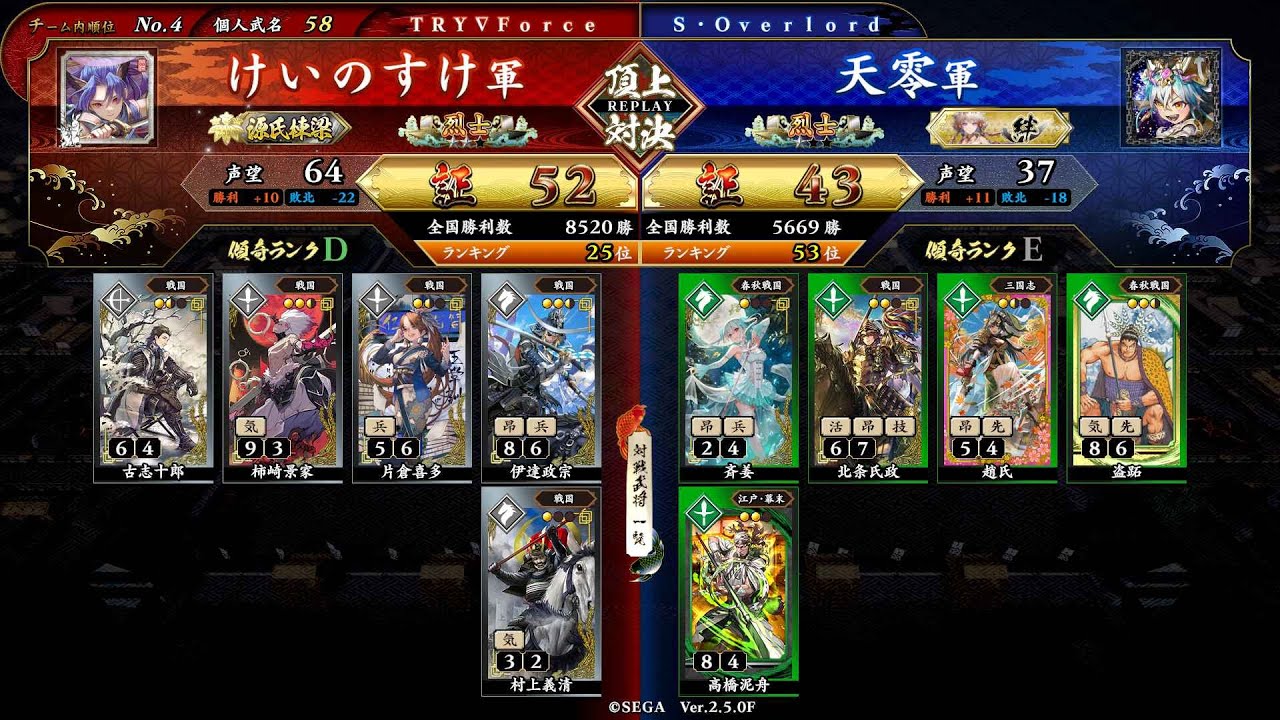 チーム内順位 No.4 個人武名 58 TRY∇Force
S・Overlord
けいのすけ軍
頂上
REPLAY
対決
天零軍
源氏棟梁 烈士
烈士 絆
声望 64
勝利 +10 敗北 -22
証 52
証 43
声望 37
勝利 +11 敗北 -18
全国勝利数 8520勝
全国勝利数 5669勝
傾奇ランクD
ランキング 25位
ランキング 53位
傾奇ランクE
戦国
戦国
戦国
戦国
春秋戦国
戦国
三国志
春秋戦国
6 4
古志十郎
気
9 3
柿崎景家
兵
5 6
片倉喜多
昂 兵
8 6
伊達政宗
昂 兵
2 4
斉姜
活 昂 技
6 7
北条氏政
昂 先
5 4
趙氏
気 先
8 6
盗跖
対戦武将一覧
戦国
気
3 2
村上義清
江戸・幕末
8 4
高橋泥舟
©SEGA Ver.2.5.0F